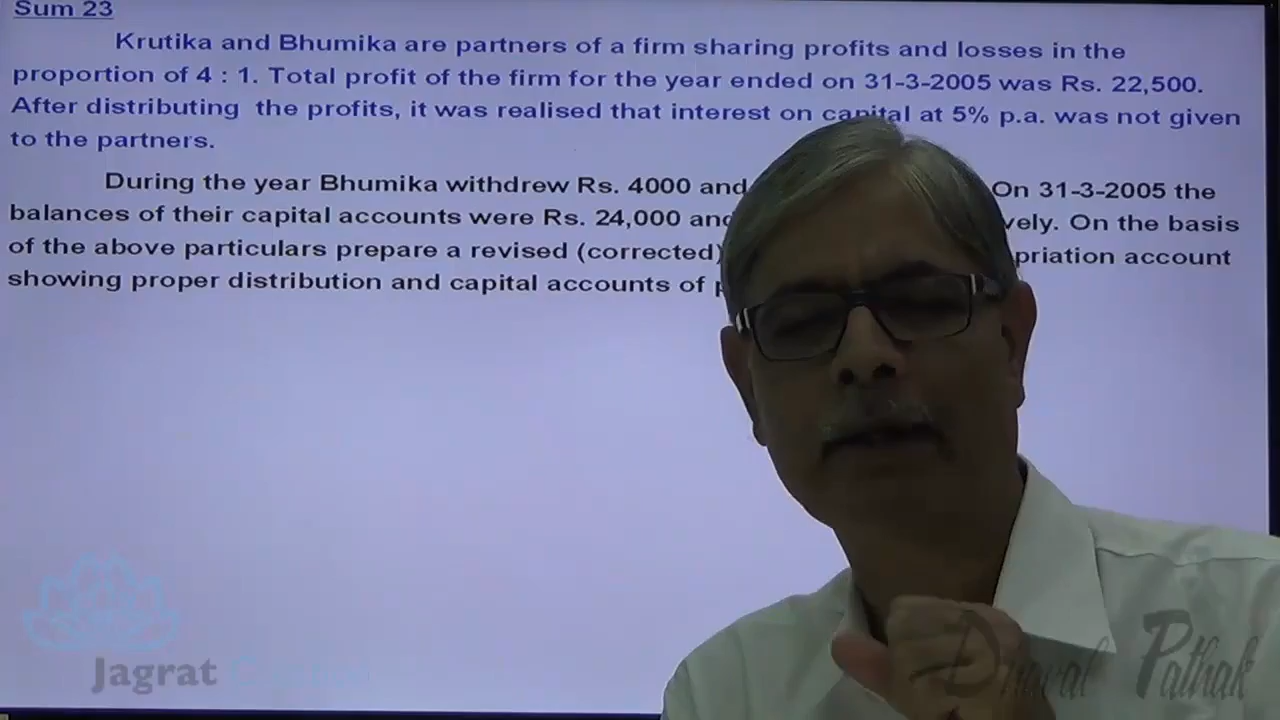 Sum 23
Krutika and Bhumika are partners of a firm sharing profits and losses in the
proportion of 4 : 1. Total profit of the firm for the year ended on 31-3-2005 was Rs. 22,500.
After distributing the profits, it was realised that interest on capital at 5% p.a. was not given
to the partners.
During the year Bhumika withdrew Rs. 4000 and On 31-3-2005 the
balances of their capital accounts were Rs. 24,000 and vely. On the basis
of the above particulars prepare a revised (corrected) priation account
showing proper distribution and capital accounts of
Jagrat
Dhaval Pathak